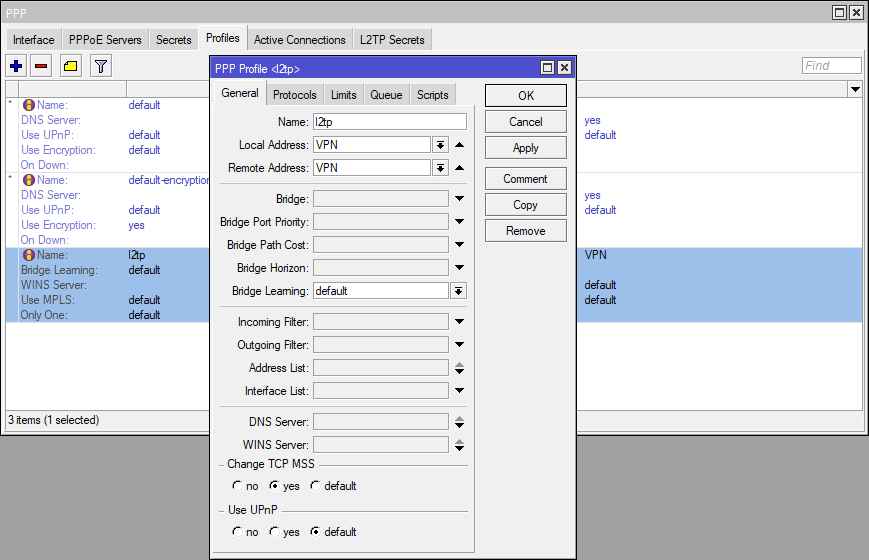 PPP
Interface PPPoE Servers Secrets Profiles Active Connections L2TP Secrets
Find
* Name: default
DNS Server: yes
Use UPnP: default default
Use Encryption: default
On Down:
* Name: default-encryption
DNS Server: yes
Use UPnP: default default
Use Encryption: yes
On Down:
Name: l2tp VPN
Bridge Learning: default
WINS Server: default
Use MPLS: default default
Only One: default
3 items (1 selected)
PPP Profile <l2tp>
General Protocols Limits Queue Scripts
Name: l2tp
Local Address: VPN
Remote Address: VPN
Bridge:
Bridge Port Priority:
Bridge Path Cost:
Bridge Horizon:
Bridge Learning: default
Incoming Filter:
Outgoing Filter:
Address List:
Interface List:
DNS Server:
WINS Server:
Change TCP MSS
no yes default
Use UPnP
no yes default
OK
Cancel
Apply
Comment
Copy
Remove